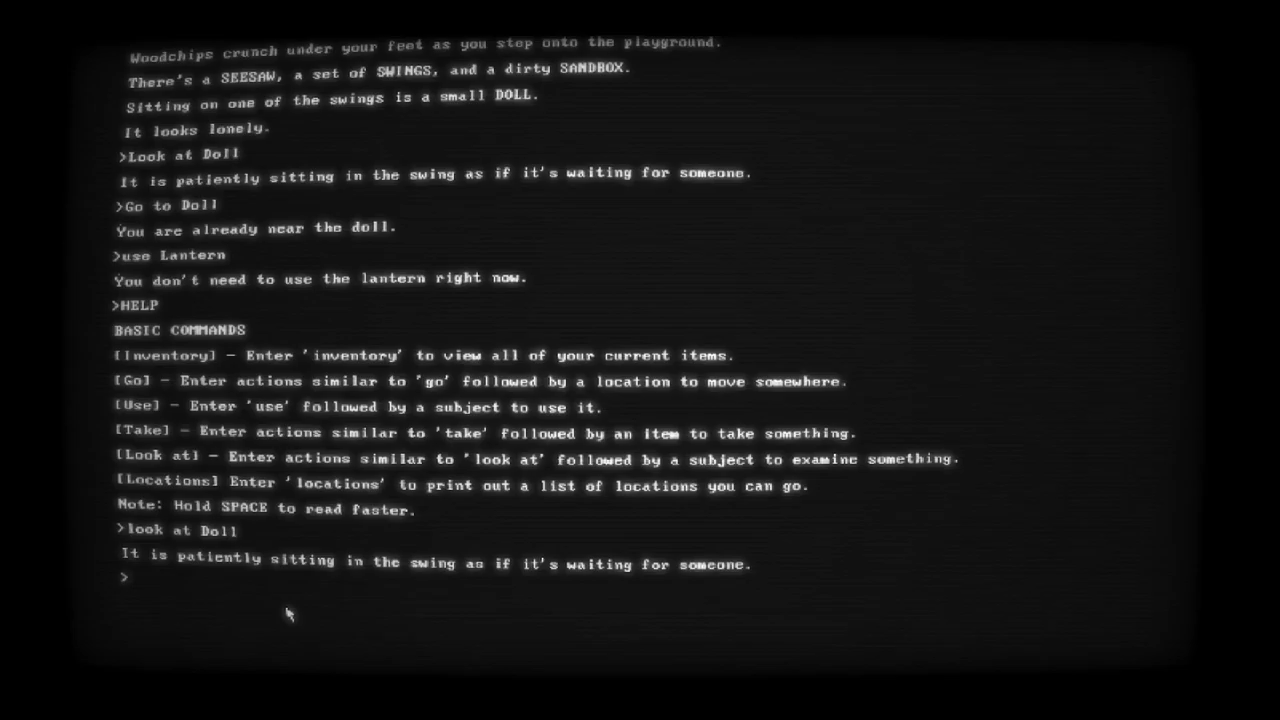 Woodchips crunch under your feet as you step onto the playground.
There's a SEESAW, a set of SWINGS, and a dirty SANDBOX.
Sitting on one of the swings is a small DOLL.
It looks lonely.
>Look at Doll
It is patiently sitting in the swing as if it's waiting for someone.
>Go to Doll
You are already near the doll.
>use Lantern
You don't need to use the lantern right now.
>HELP
BASIC COMMANDS
[Inventory] - Enter 'inventory' to view all of your current items.
[Go] - Enter actions similar to 'go' followed by a location to move somewhere.
[Use] - Enter 'use' followed by a subject to use it.
[Take] - Enter actions similar to 'take' followed by an item to take something.
[Look at] - Enter actions similar to 'look at' followed by a subject to examine something.
[Locations] Enter 'locations' to print out a list of locations you can go.
Note: Hold SPACE to read faster.
>look at Doll
It is patiently sitting in the swing as if it's waiting for someone.
>